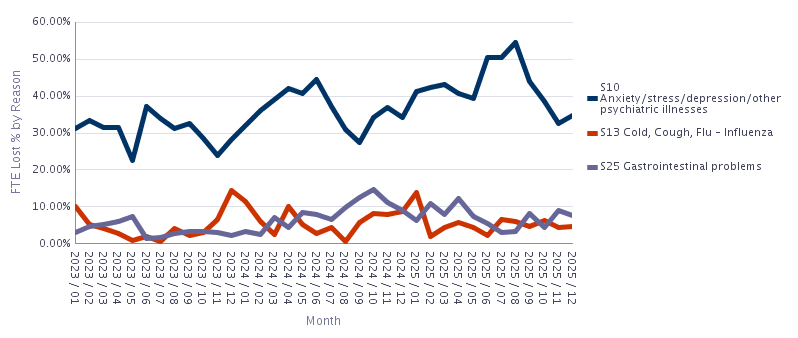 60.00%
50.00%
40.00%
30.00%
20.00%
10.00%
0.00%
FTE Lost % by Reason
2023 / 01
2023 / 02
2023 / 03
2023 / 04
2023 / 05
2023 / 06
2023 / 07
2023 / 08
2023 / 09
2023 / 10
2023 / 11
2023 / 12
2024 / 01
2024 / 02
2024 / 03
2024 / 04
2024 / 05
2024 / 06
2024 / 07
2024 / 08
2024 / 09
2024 / 10
2024 / 11
2024 / 12
2025 / 01
2025 / 02
2025 / 03
2025 / 04
2025 / 05
2025 / 06
2025 / 07
2025 / 08
2025 / 09
2025 / 10
2025 / 11
2025 / 12
Month
S10
Anxiety/stress/depression/other
psychiatric illnesses
S13 Cold, Cough, Flu - Influenza
S25 Gastrointestinal problems